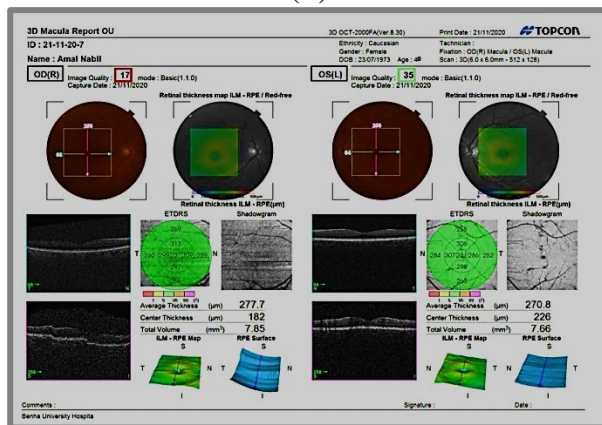 3D Macula Report OU
3D OCT-2000FA(Ver.8.30)
Print Date : 21/11/2020
TOPCON
ID : 21-11-20-7
Ethnicity : Caucasian
Technician :
Gender : Female
Fixation : OD(R) Macula / OS(L) Macula
Name : Amal Nabil
DOB : 23/07/1973 Age :
Scan : 3D(6.0 x 6.0mm - 512 x 128)
OD(R)
Image Quality : 17 mode : Basic(1.1.0)
Capture Date : 21/11/2020
OS(L)
Image Quality : 35 mode : Basic(1.1.0)
Capture Date : 21/11/2020
Retinal thickness map ILM - RPE / Red-free
Retinal thickness map ILM - RPE / Red-free
Retinal thickness ILM - RPE(μm)
Retinal thickness ILM - RPE(μm)
ETDRS
Shadowgram
ETDRS
Shadowgram
T
N
T
N
Average Thickness (μm) 277.7
Center Thickness (μm) 182
Total Volume (mm³) 7.85
Average Thickness (μm) 270.8
Center Thickness (μm) 226
Total Volume (mm³) 7.66
ILM - RPE Map
RPE Surface
ILM - RPE Map
RPE Surface
S
S
S
S
T
N
T
N
T
N
I
I
I
I
Comments :
Signature :
Date :
Benha University Hospita